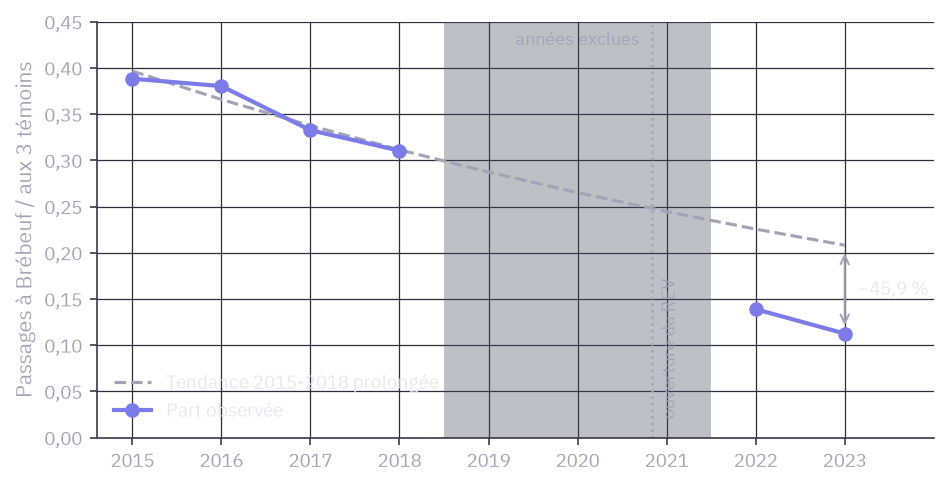 0,45
0,40
0,35
0,30
0,25
0,20
0,15
0,10
0,05
0,00
Passages à Brébeuf / aux 3 témoins
années exclues
ouverture du REV
−45,9 %
Tendance 2015-2018 prolongée
Part observée
2015 2016 2017 2018 2019 2020 2021 2022 2023